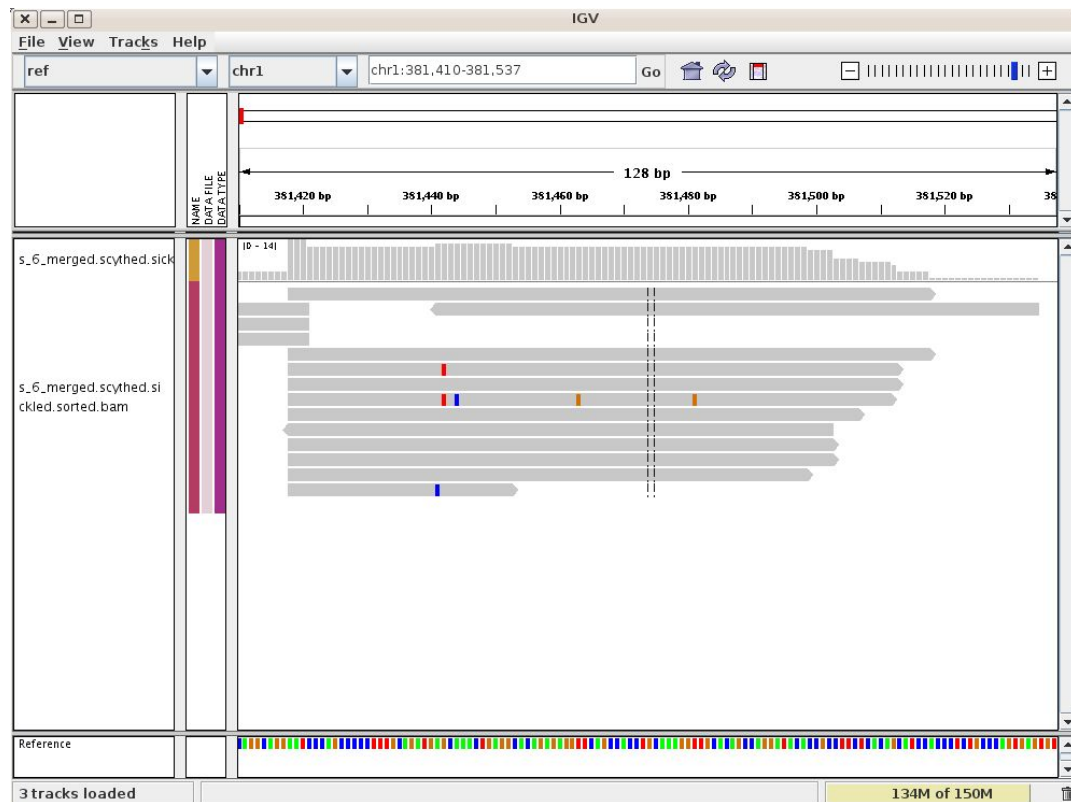 IGV
File View Tracks Help
ref chr1 chr1:381,410-381,537 Go
NAME
DATA FILE
DATA TYPE
128 bp
381,420 bp 381,440 bp 381,460 bp 381,480 bp 381,500 bp 381,520 bp 38
s_6_merged.scythed.sick
[0 - 14]
s_6_merged.scythed.si
ckled.sorted.bam
Reference
3 tracks loaded 134M of 150M